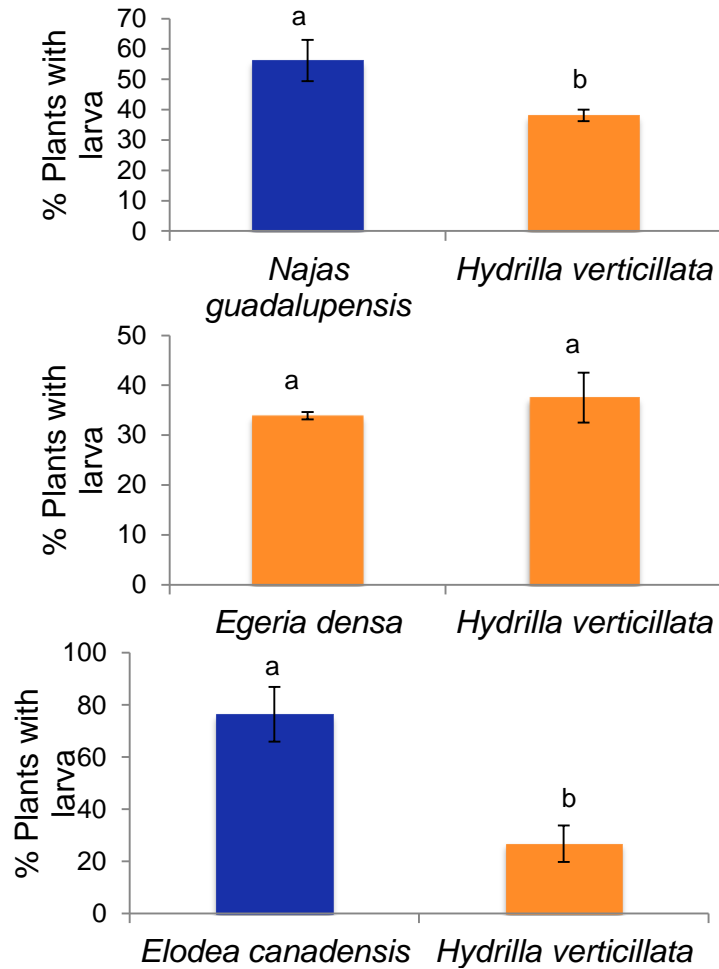 % Plants with
larva
70
60
50
40
30
20
10
0
a
b
Najas
guadalupensis
Hydrilla verticillata
% Plants with
larva
50
40
30
20
10
0
a
a
Egeria densa
Hydrilla verticillata
% Plants with
larva
100
80
60
40
20
0
a
b
Elodea canadensis
Hydrilla verticillata